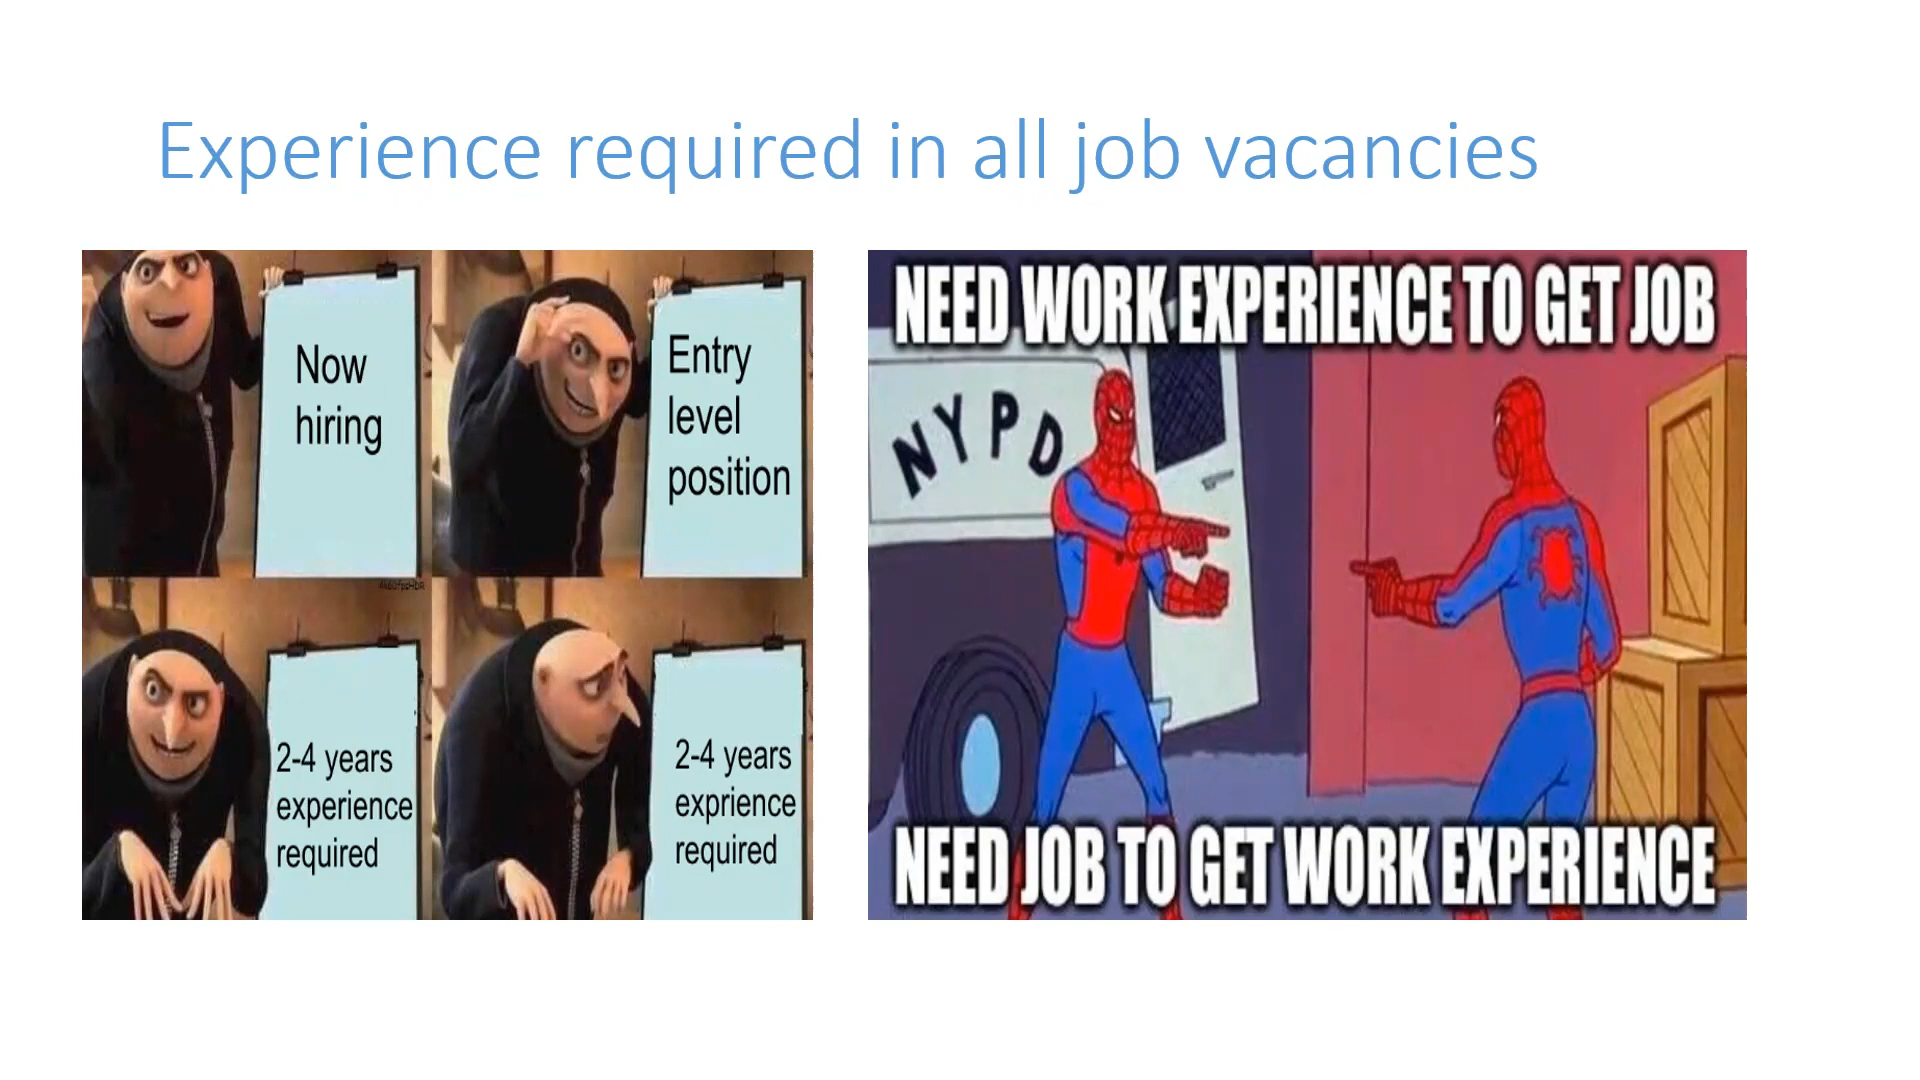 Experience required in all job vacancies
Now
hiring
Entry
level
position
2-4 years
experience
required
2-4 years
exprience
required
NEED WORK EXPERIENCE TO GET JOB
NYPD
NEED JOB TO GET WORK EXPERIENCE